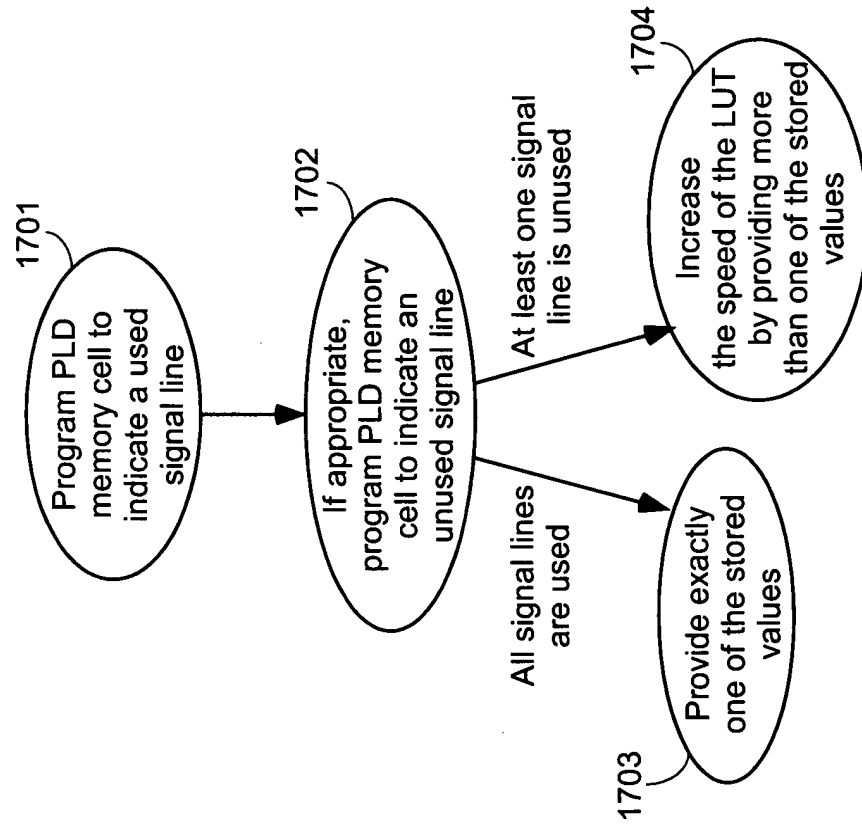 1701
Program PLD
memory cell to
indicate a used
signal line
1702
If appropriate,
program PLD memory
cell to indicate an
unused signal line
All signal lines
are used
At least one signal
line is unused
1703
Provide exactly
one of the stored
values
1704
Increase
the speed of the LUT
by providing more
than one of the stored
values